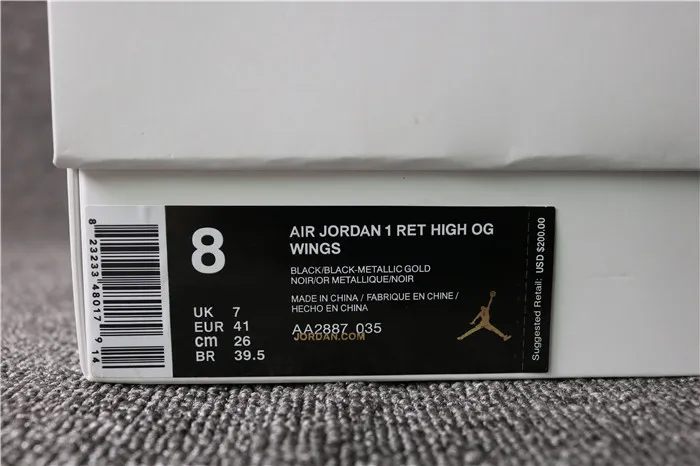 8 23233 48017 9 14
8
UK 7
EUR 41
cm 26
BR 39.5
AIR JORDAN 1 RET HIGH OG
WINGS
BLACK/BLACK-METALLIC GOLD
NOIR/OR METALLIQUE/NOIR
MADE IN CHINA / FABRIQUE EN CHINE /
HECHO EN CHINA
AA2887 035
JORDAN.COM
Suggested Retail: USD $200.00